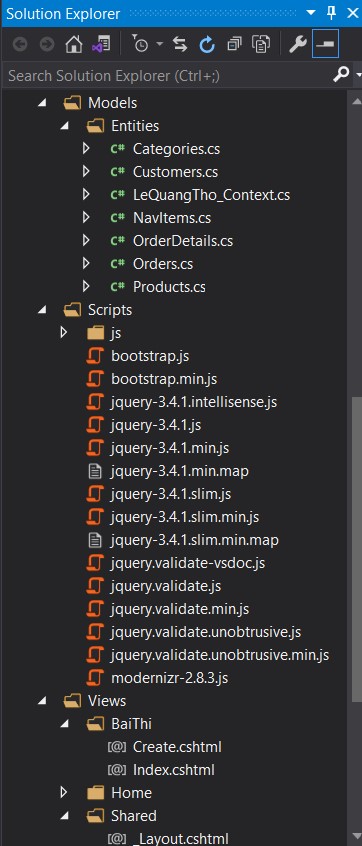 Solution Explorer
Search Solution Explorer (Ctrl+;)
Models
Entities
C# Categories.cs
C# Customers.cs
C# LeQuangTho_Context.cs
C# NavItems.cs
C# OrderDetails.cs
C# Orders.cs
C# Products.cs
Scripts
js
bootstrap.js
bootstrap.min.js
jquery-3.4.1.intellisense.js
jquery-3.4.1.js
jquery-3.4.1.min.js
jquery-3.4.1.min.map
jquery-3.4.1.slim.js
jquery-3.4.1.slim.min.js
jquery-3.4.1.slim.min.map
jquery.validate-vsdoc.js
jquery.validate.js
jquery.validate.min.js
jquery.validate.unobtrusive.js
jquery.validate.unobtrusive.min.js
modernizr-2.8.3.js
Views
BaiThi
[@] Create.cshtml
[@] Index.cshtml
Home
Shared
[@] _Layout.cshtml